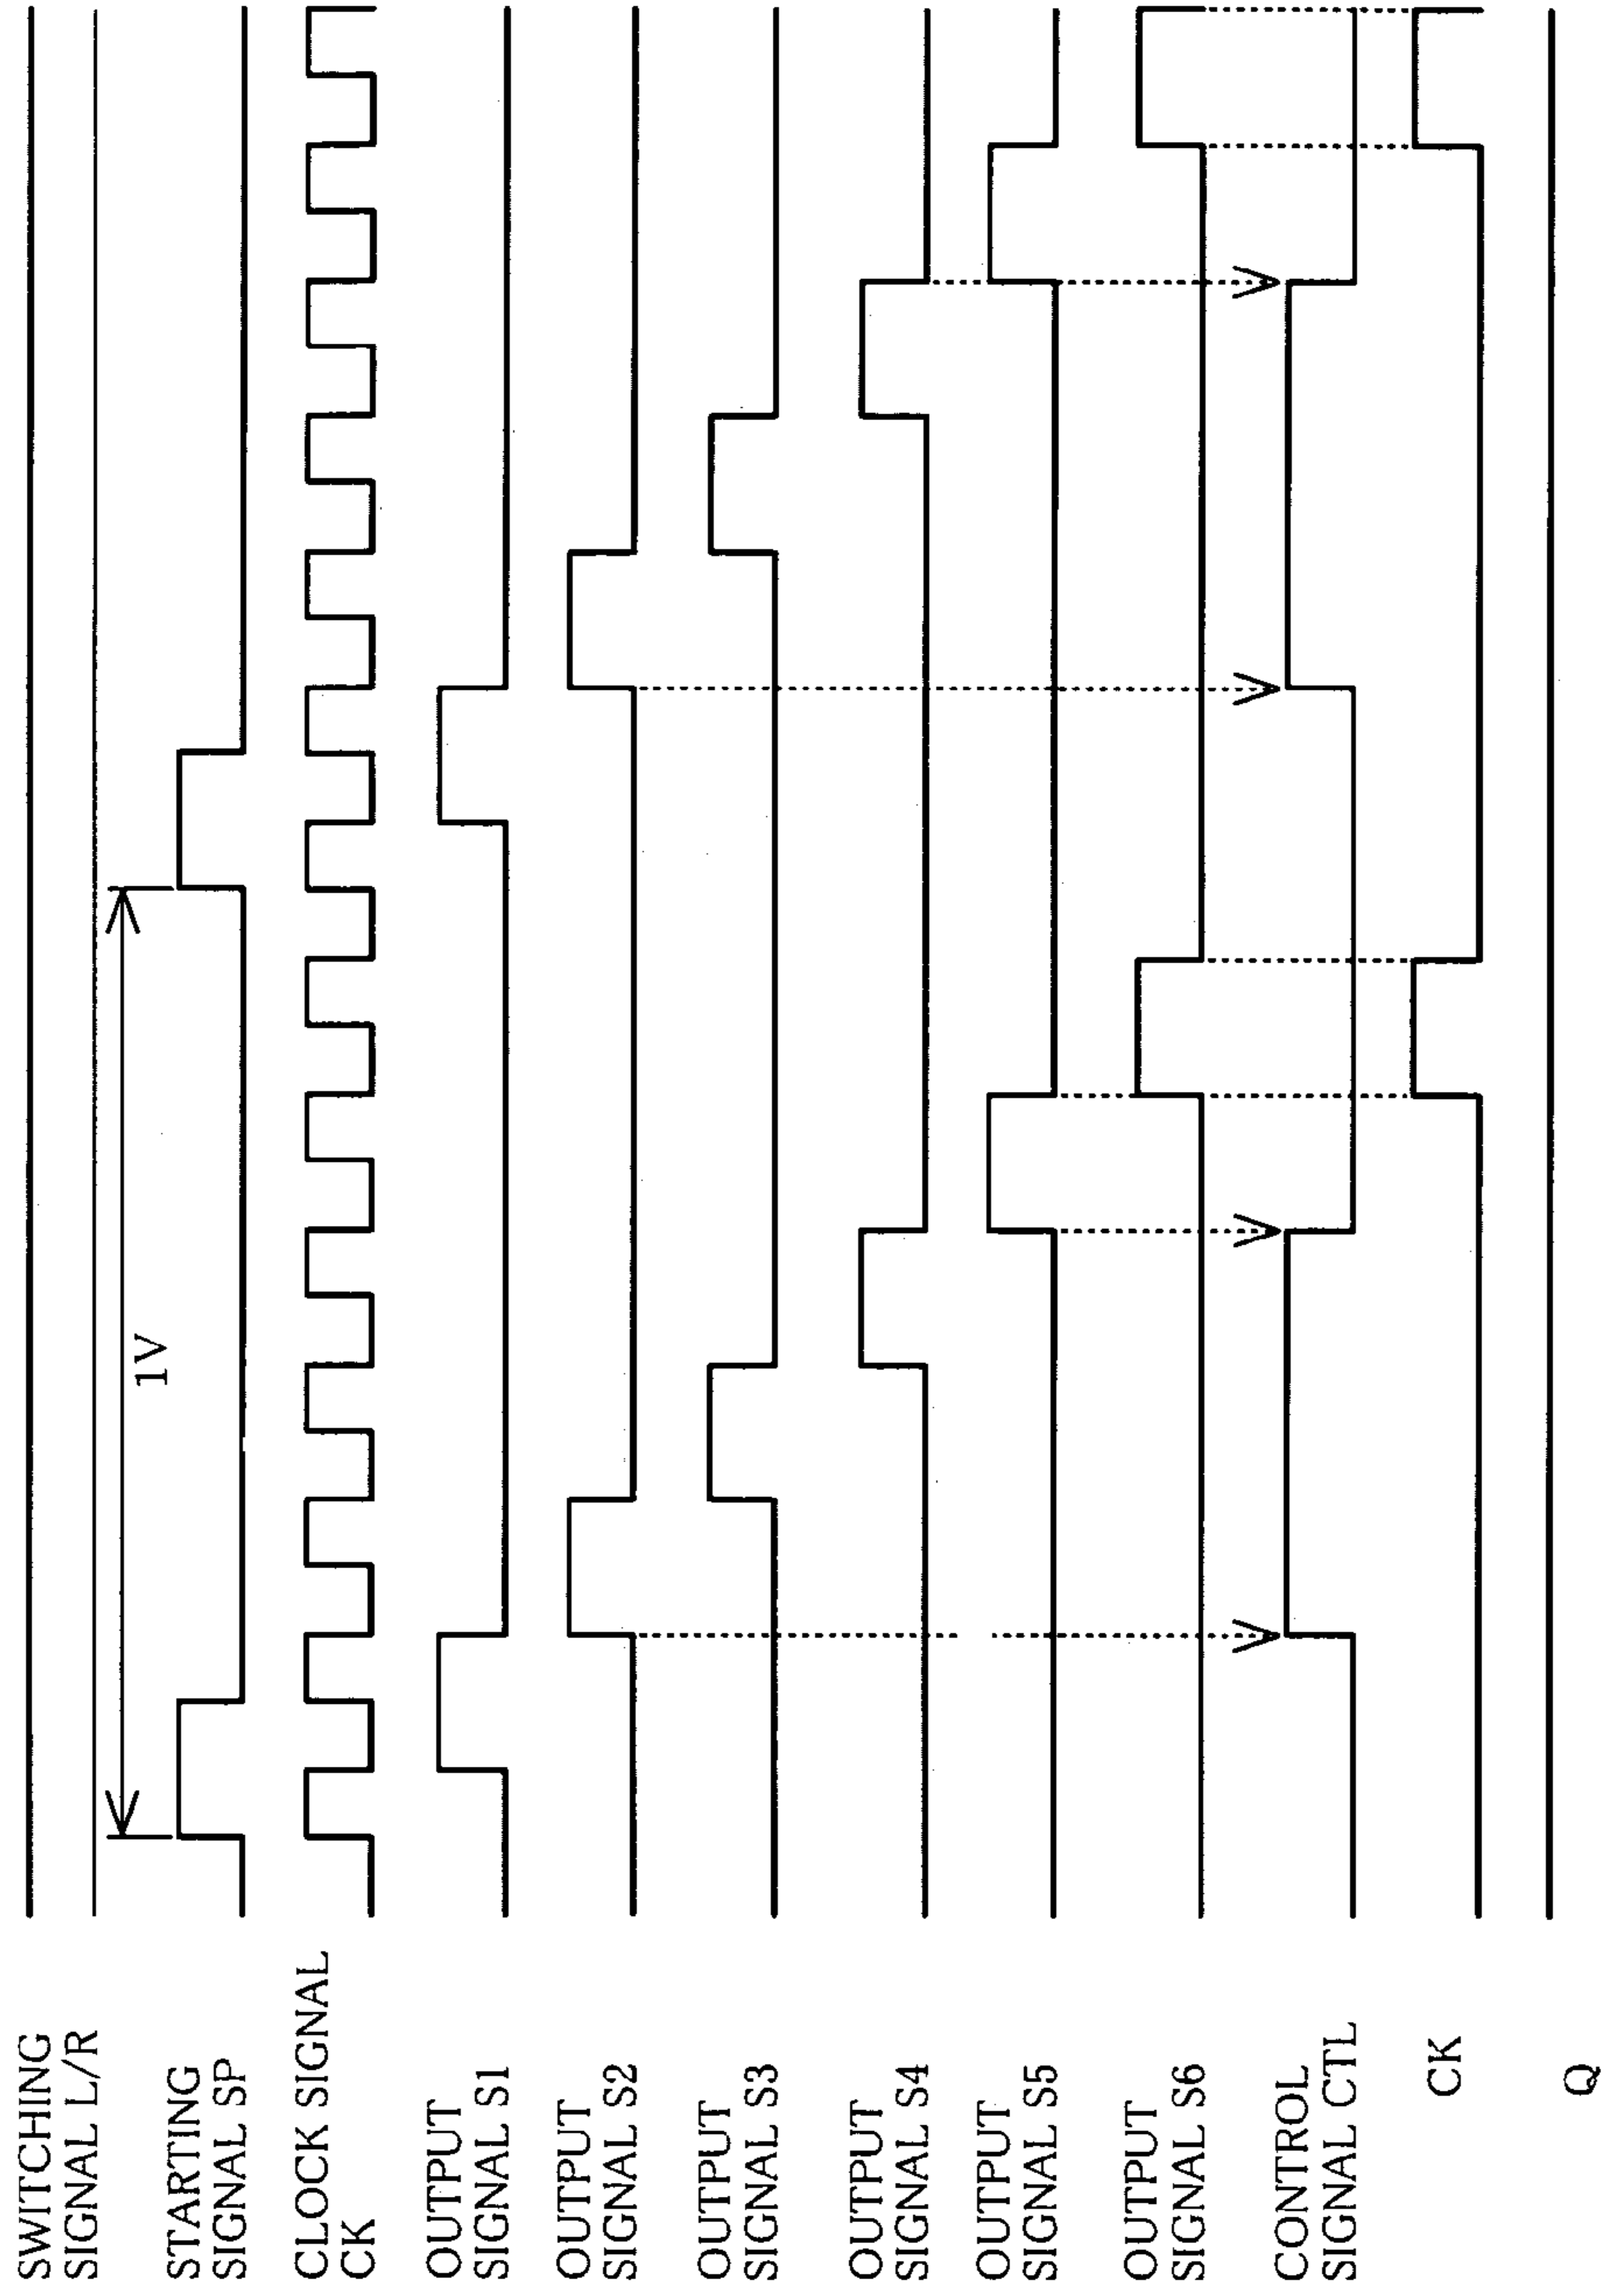 SWITCHING
SIGNAL L/R
1V
STARTING
SIGNAL SP
CLOCK SIGNAL
CK
OUTPUT
SIGNAL S1
OUTPUT
SIGNAL S2
OUTPUT
SIGNAL S3
OUTPUT
SIGNAL S4
OUTPUT
SIGNAL S5
OUTPUT
SIGNAL S6
CONTROL
SIGNAL CTL
CK
Q